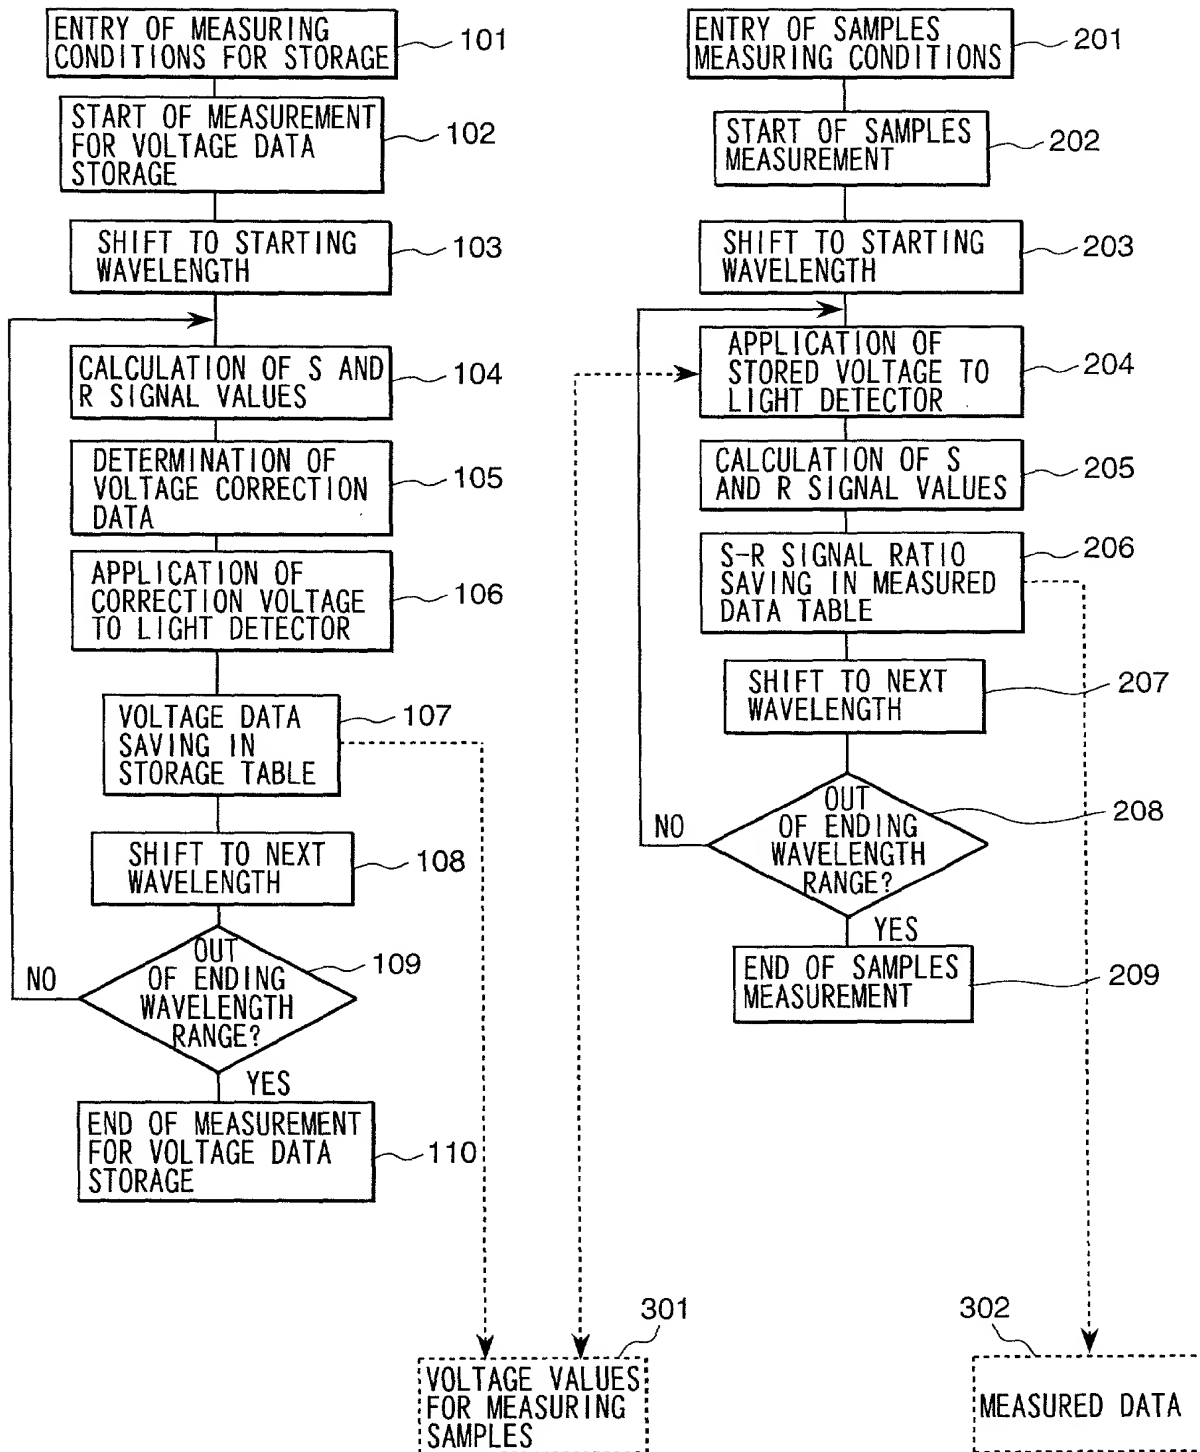 ENTRY OF MEASURING
CONDITIONS FOR STORAGE
101
START OF MEASUREMENT
FOR VOLTAGE DATA
STORAGE
102
SHIFT TO STARTING
WAVELENGTH
103
CALCULATION OF S AND
R SIGNAL VALUES
104
DETERMINATION OF
VOLTAGE CORRECTION
DATA
105
APPLICATION OF
CORRECTION VOLTAGE
TO LIGHT DETECTOR
106
VOLTAGE DATA
SAVING IN
STORAGE TABLE
107
SHIFT TO NEXT
WAVELENGTH
108
OUT
OF ENDING
WAVELENGTH
RANGE?
109
NO
YES
END OF MEASUREMENT
FOR VOLTAGE DATA
STORAGE
110
ENTRY OF SAMPLES
MEASURING CONDITIONS
201
START OF SAMPLES
MEASUREMENT
202
SHIFT TO STARTING
WAVELENGTH
203
APPLICATION OF
STORED VOLTAGE TO
LIGHT DETECTOR
204
CALCULATION OF S
AND R SIGNAL VALUES
205
S-R SIGNAL RATIO
SAVING IN MEASURED
DATA TABLE
206
SHIFT TO NEXT
WAVELENGTH
207
OUT
OF ENDING
WAVELENGTH
RANGE?
208
NO
YES
END OF SAMPLES
MEASUREMENT
209
301
VOLTAGE VALUES
FOR MEASURING
SAMPLES
302
MEASURED DATA